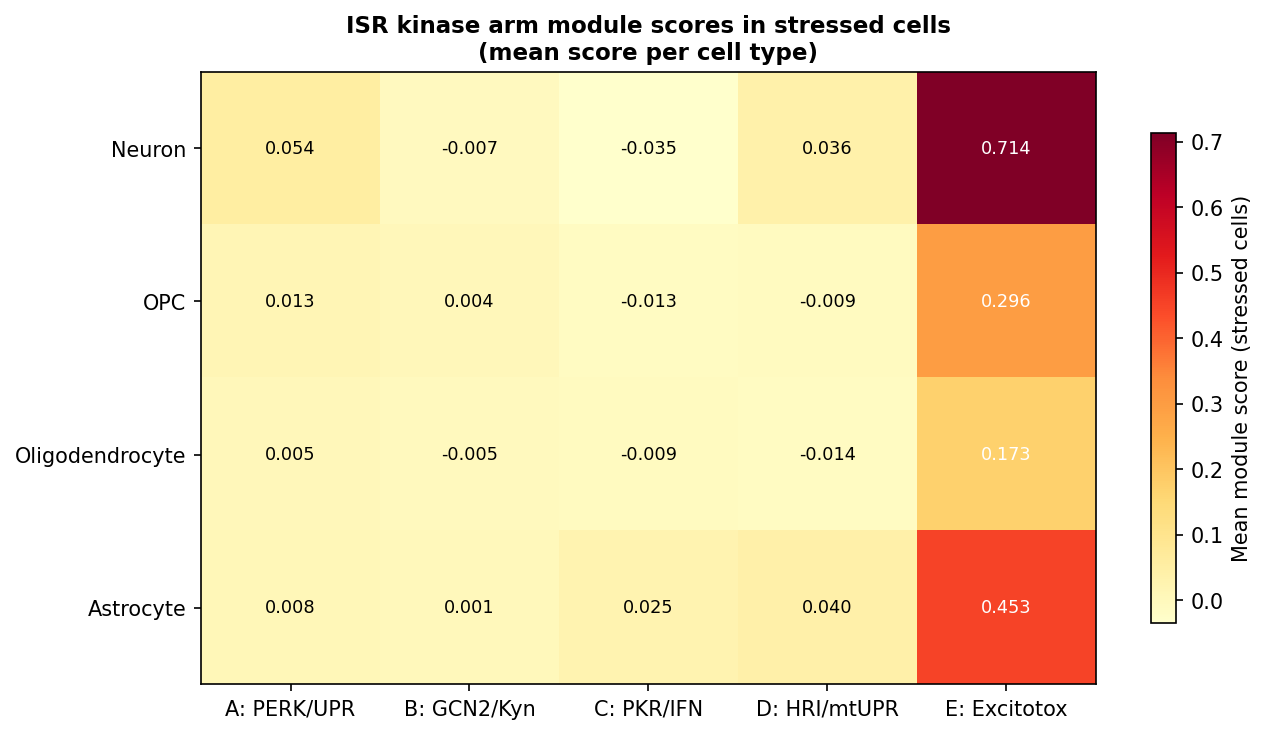 ISR kinase arm module scores in stressed cells
(mean score per cell type)
Neuron 0.054 -0.007 -0.035 0.036 0.714
OPC 0.013 0.004 -0.013 -0.009 0.296
Oligodendrocyte 0.005 -0.005 -0.009 -0.014 0.173
Astrocyte 0.008 0.001 0.025 0.040 0.453
A: PERK/UPR B: GCN2/Kyn C: PKR/IFN D: HRI/mtUPR E: Excitotox
0.7
0.6
0.5
0.4
0.3
0.2
0.1
0.0
Mean module score (stressed cells)